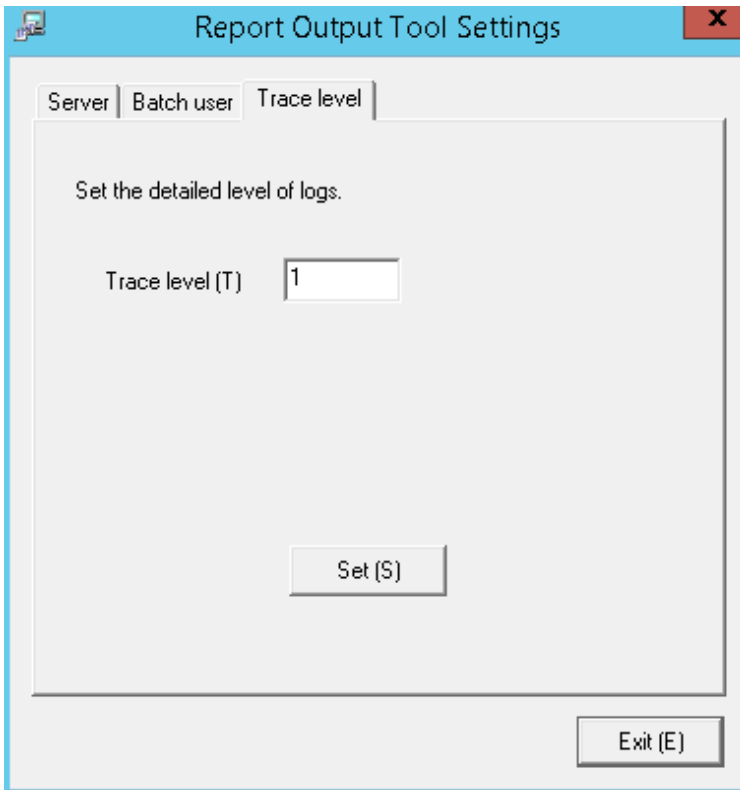 Report Output Tool Settings
x
Server Batch user Trace level
Set the detailed level of logs.
Trace level (T) 1
Set (S)
Exit (E)